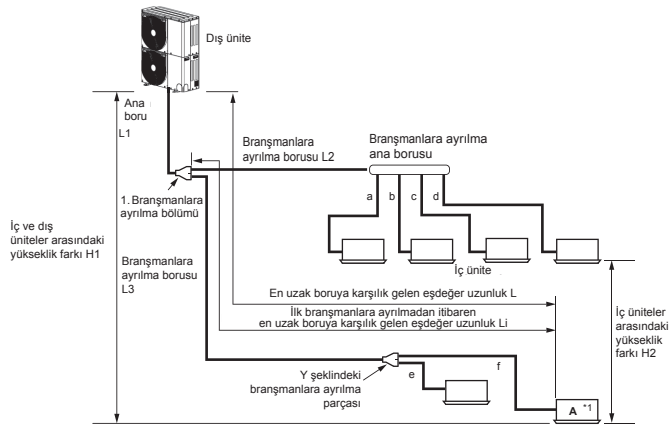 Dış ünite
Ana
boru
L1
Branşmanlara
ayrılma borusu L2
Branşmanlara ayrılma
ana borusu
a
b
c
d
1. Branşmanlara
ayrılma bölümü
İç ve dış
üniteler arasındaki
yükseklik farkı H1
Branşmanlara
ayrılma borusu
L3
İç ünite
En uzak boruya karşılık gelen eşdeğer uzunluk L
İlk branşmanlara ayrılmadan itibaren
en uzak boruya karşılık gelen eşdeğer uzunluk Li
İç üniteler
arasındaki
yükseklik
farkı H2
Y şeklindeki
branşmanlara ayrılma
parçası
e
f
A *1